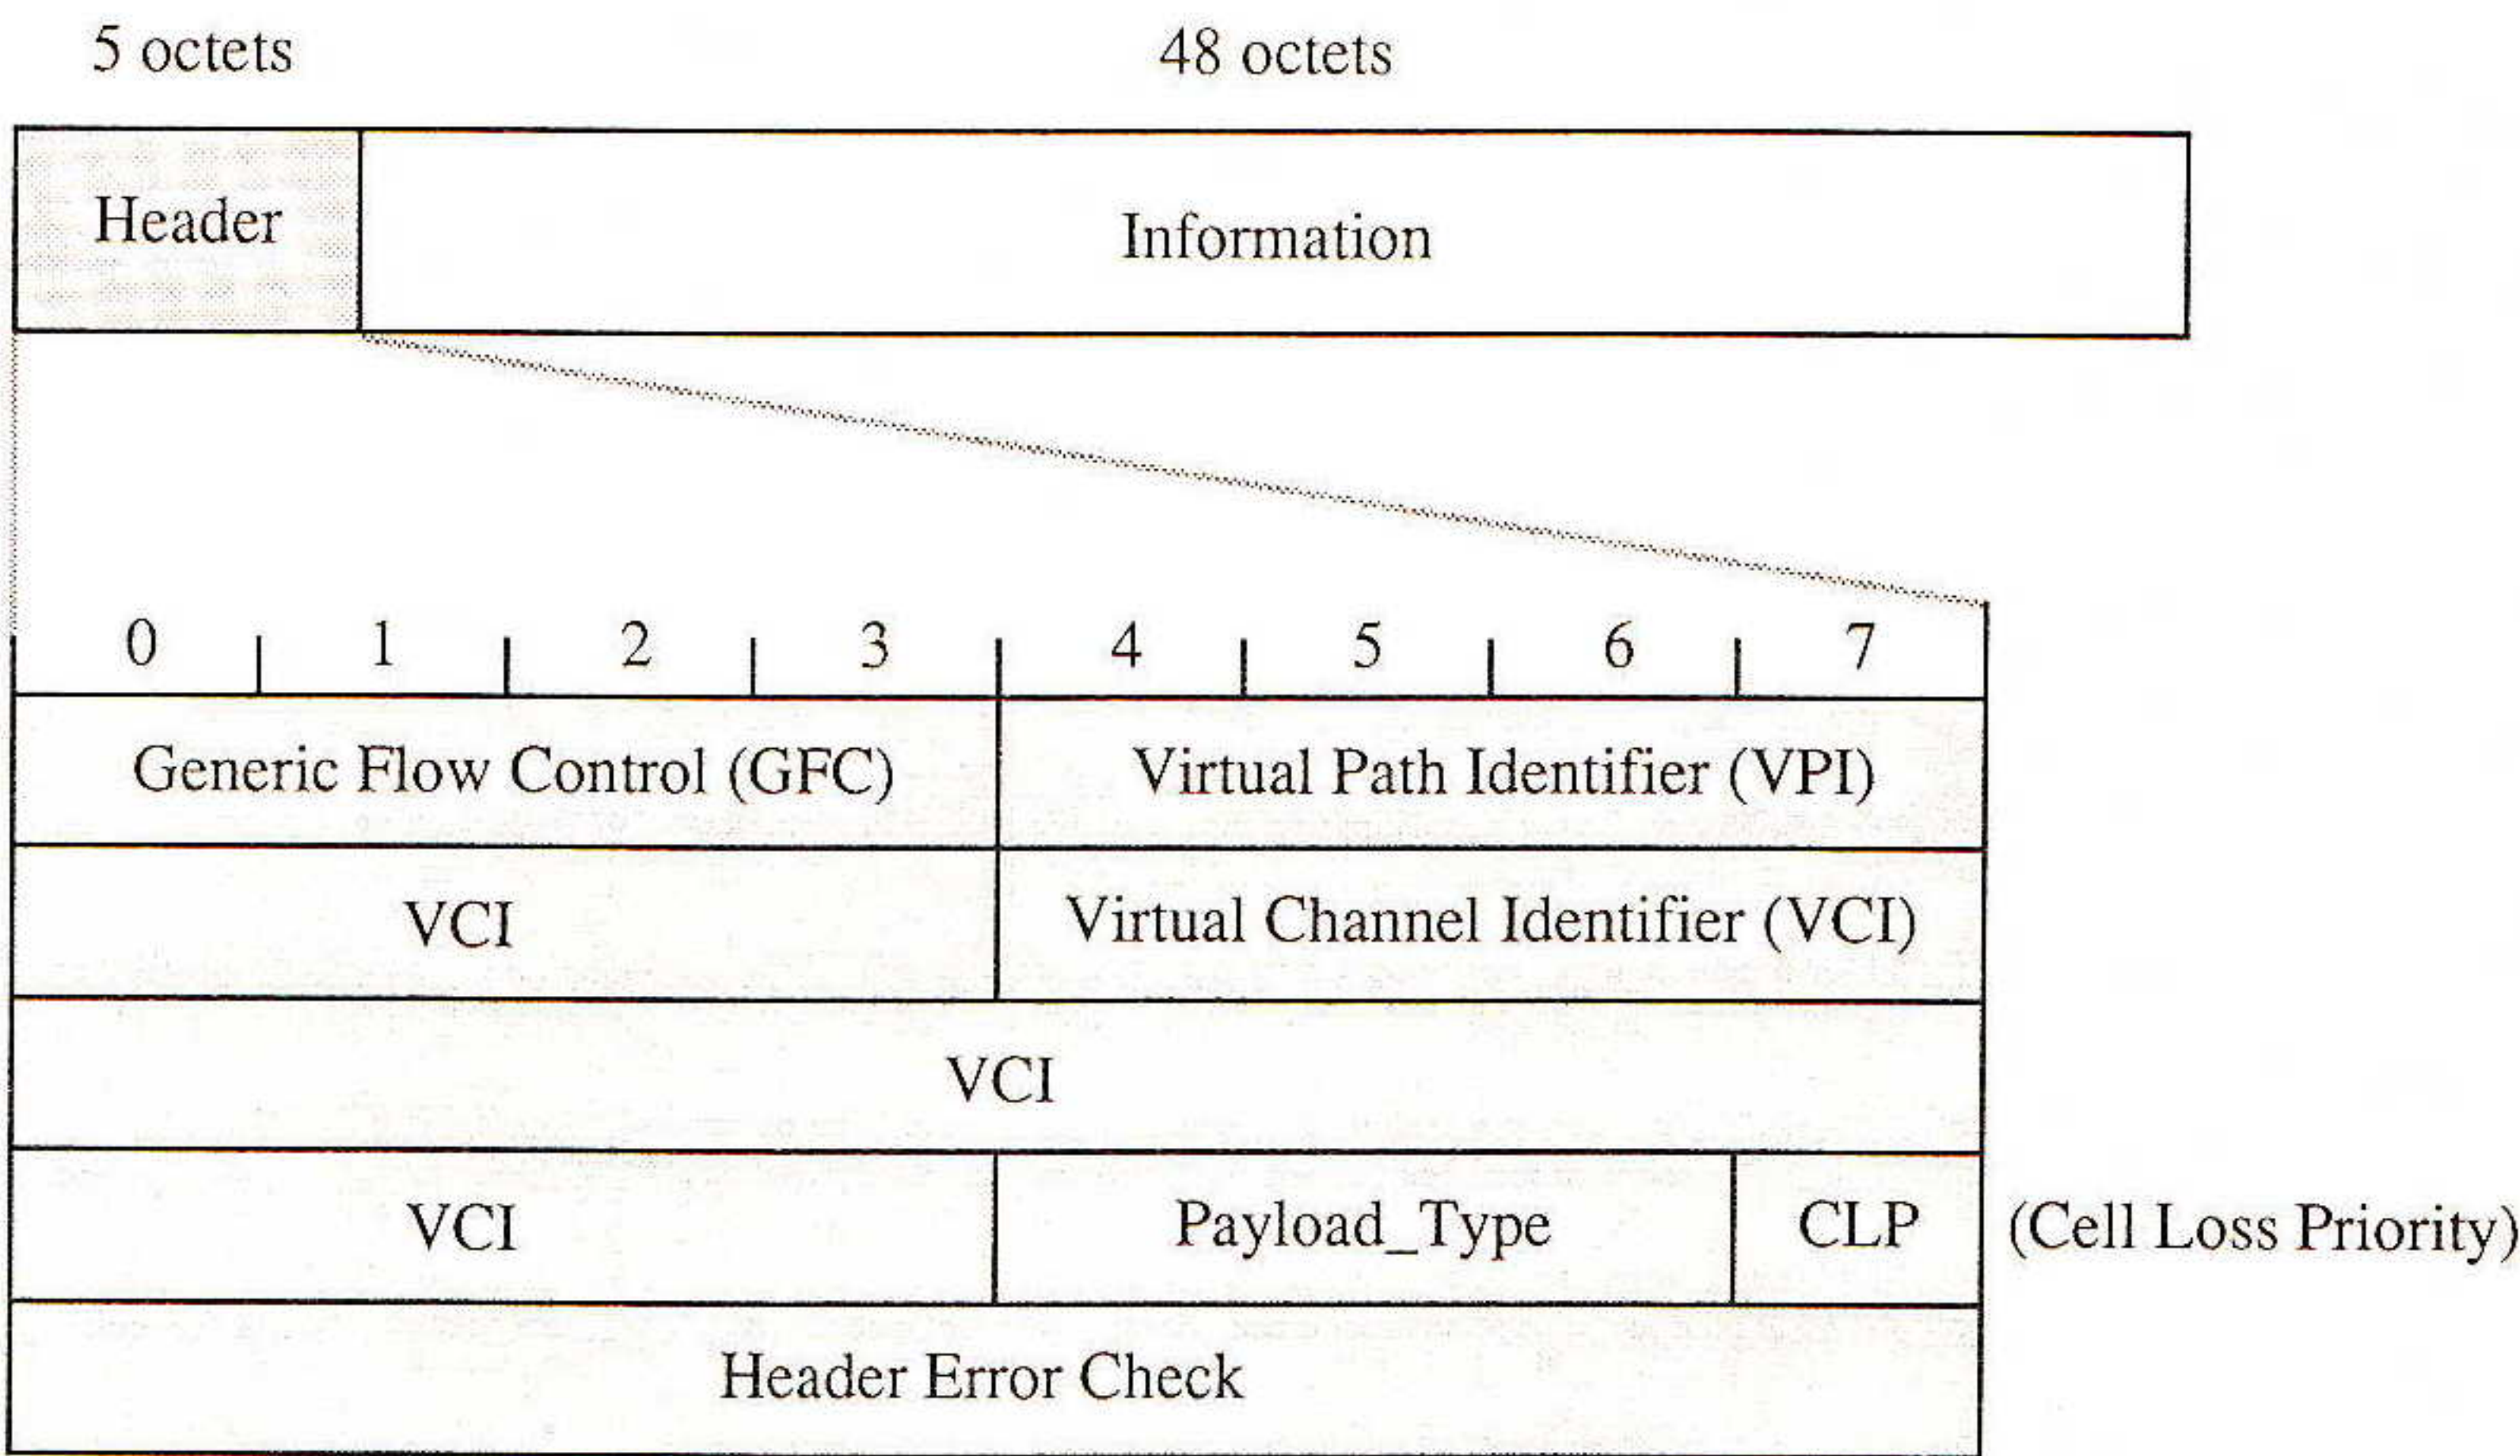 5 octets 48 octets
Header Information
0 1 2 3 4 5 6 7
Generic Flow Control (GFC) Virtual Path Identifier (VPI)
VCI Virtual Channel Identifier (VCI)
VCI
VCI Payload_Type CLP (Cell Loss Priority)
Header Error Check